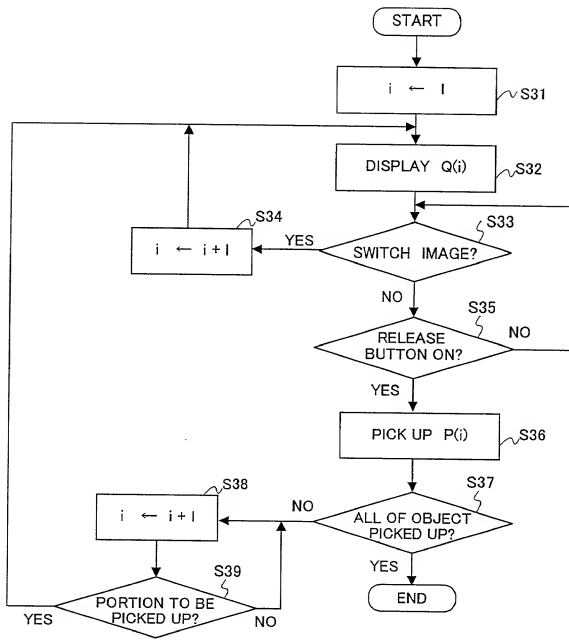 START
i ← 1
S31
DISPLAY Q(i)
S32
S34
i ← i+1
YES
S33
SWITCH IMAGE?
NO
S35
RELEASE
BUTTON ON?
NO
YES
PICK UP P(i)
S36
S37
ALL OF OBJECT
PICKED UP?
NO
YES
END
S38
i ← i+1
S39
PORTION TO BE
PICKED UP?
YES
NO